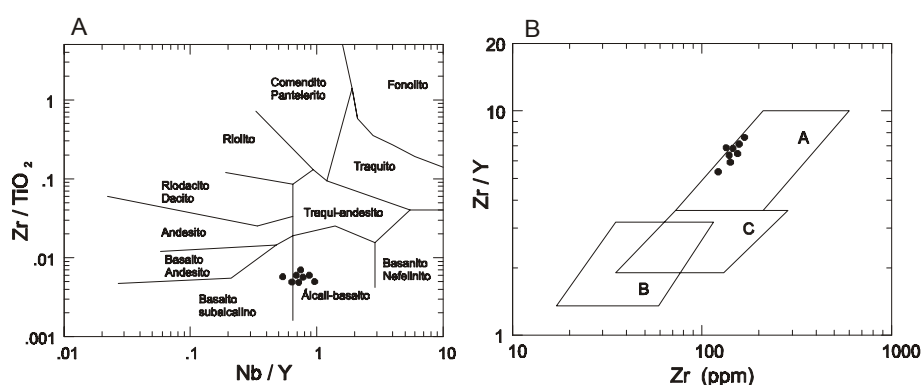 A
Zr / TiO2
1
.1
.01
.001
.01
.1
1
10
Nb / Y
Comendito
Pantelerito
Fonolito
Riolito
Traquito
Riodacito
Dacito
Traqui-andesito
Andesito
Basalto
Andesito
Basanito
Nefelinito
Basalto
subalcalino
Álcali-basalto
B
Zr / Y
20
10
1
10
100
1000
Zr (ppm)
A
C
B